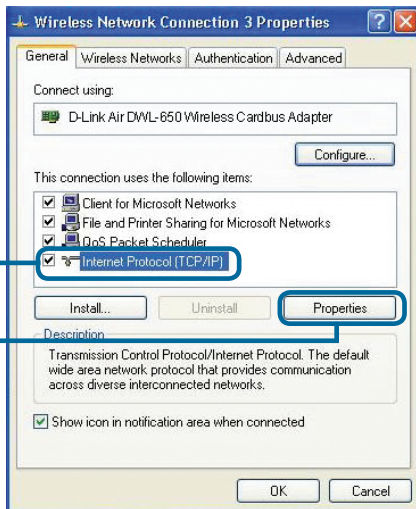 Wireless Network Connection 3 Properties
General Wireless Networks Authentication Advanced
Connect using:
D-Link Air DWL-650 Wireless Cardbus Adapter
Configure...
This connection uses the following items:
Client for Microsoft Networks
File and Printer Sharing for Microsoft Networks
QoS Packet Scheduler
Internet Protocol (TCP/IP)
Install... Uninstall Properties
Description
Transmission Control Protocol/Internet Protocol. The default
wide area network protocol that provides communication
across diverse interconnected networks.
Show icon in notification area when connected
OK Cancel